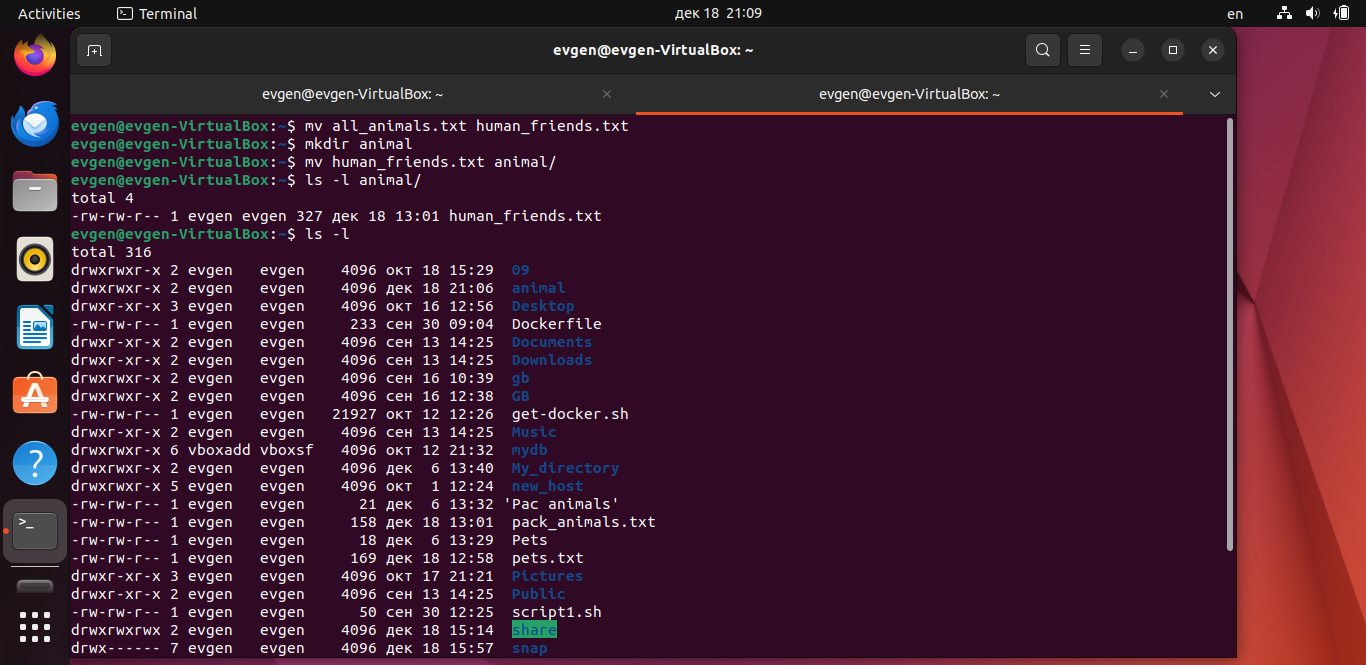 Activities Terminal дек 18 21:09 en
evgen@evgen-VirtualBox: ~
evgen@evgen-VirtualBox: ~ evgen@evgen-VirtualBox: ~
evgen@evgen-VirtualBox:~$ mv all_animals.txt human_friends.txt
evgen@evgen-VirtualBox:~$ mkdir animal
evgen@evgen-VirtualBox:~$ mv human_friends.txt animal/
evgen@evgen-VirtualBox:~$ ls -l animal/
total 4
-rw-rw-r-- 1 evgen evgen 327 дек 18 13:01 human_friends.txt
evgen@evgen-VirtualBox:~$ ls -l
total 316
drwxrwxr-x 2 evgen   evgen    4096 окт 18 15:29  09
drwxrwxr-x 2 evgen   evgen    4096 дек 18 21:06  animal
drwxr-xr-x 3 evgen   evgen    4096 окт 16 12:56  Desktop
-rw-rw-r-- 1 evgen   evgen     233 сен 30 09:04  Dockerfile
drwxr-xr-x 2 evgen   evgen    4096 сен 13 14:25  Documents
drwxr-xr-x 2 evgen   evgen    4096 сен 13 14:25  Downloads
drwxrwxr-x 2 evgen   evgen    4096 сен 16 10:39  gb
drwxrwxr-x 2 evgen   evgen    4096 сен 16 12:38  GB
-rw-rw-r-- 1 evgen   evgen   21927 окт 12 12:26  get-docker.sh
drwxr-xr-x 2 evgen   evgen    4096 сен 13 14:25  Music
drwxrwxr-x 6 vboxadd vboxsf   4096 окт 12 21:32  mydb
drwxrwxr-x 2 evgen   evgen    4096 дек  6 13:40  My_directory
drwxrwxr-x 5 evgen   evgen    4096 окт  1 12:24  new_host
-rw-rw-r-- 1 evgen   evgen      21 дек  6 13:32 'Pac animals'
-rw-rw-r-- 1 evgen   evgen     158 дек 18 13:01  pack_animals.txt
-rw-rw-r-- 1 evgen   evgen      18 дек  6 13:29  Pets
-rw-rw-r-- 1 evgen   evgen     169 дек 18 12:58  pets.txt
drwxr-xr-x 3 evgen   evgen    4096 окт 17 21:21  Pictures
drwxr-xr-x 2 evgen   evgen    4096 сен 13 14:25  Public
-rw-rw-r-- 1 evgen   evgen      50 сен 30 12:25  script1.sh
drwxrwxrwx 2 evgen   evgen    4096 дек 18 15:14  share
drwx------ 7 evgen   evgen    4096 дек 18 15:57  snap